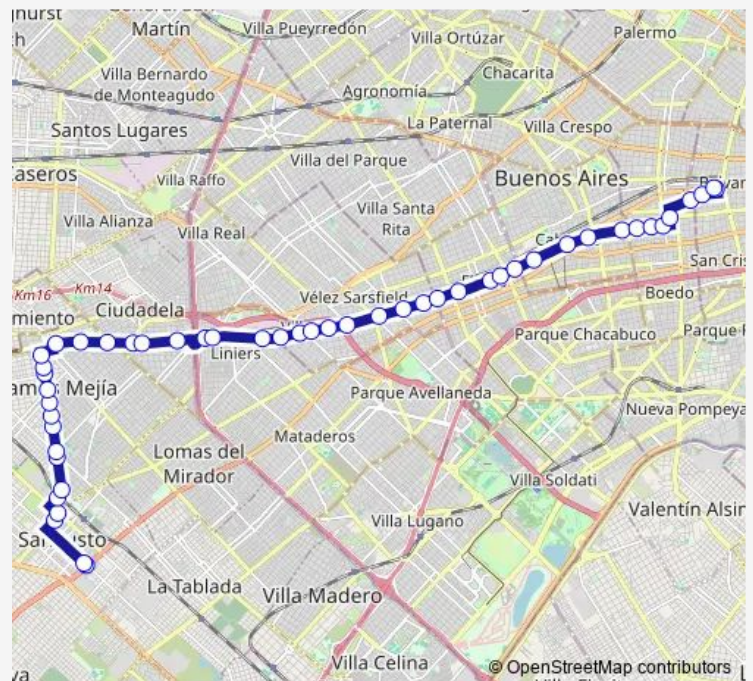 Martín
Villa Pueyrredón
Villa Ortúzar
Palermo
Villa Bernardo
de Monteagudo
Chacarita
Agronomía
Santos Lugares
La Paternal
Villa Crespo
Villa del Parque
Villa Raffo
Buenos Aires
Villa Alianza
Villa Santa
Rita
Villa Real
San Cris
Km16
Km14
Vélez Sarsfield
Boedo
miento
Ciudadela
Parque Chacabuco
Parque
Liniers
Mejía
Parque Avellaneda
Nueva Pompeya
Mataderos
Lomas del
Mirador
Villa Soldati
Villa Lugano
Valentín Alsin
La Tablada
Villa Madero
Villa Celina
© OpenStreetMap contributors